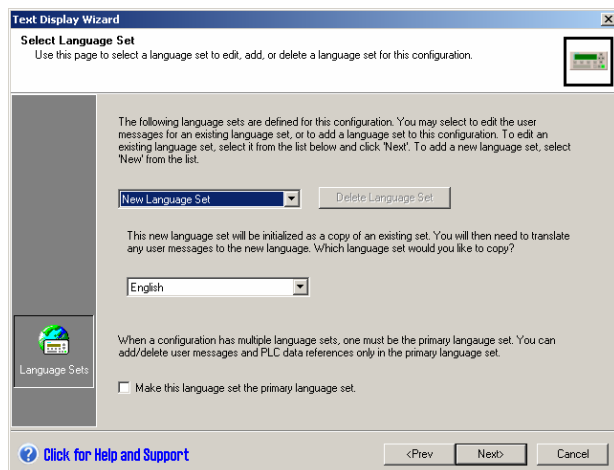 Text Display Wizard
Select Language Set
Use this page to select a language set to edit, add, or delete a language set for this configuration.
The following language sets are defined for this configuration. You may select to edit the user
messages for an existing language set, or to add a language set to this configuration. To edit an
existing language set, select it from the list below and click 'Next'. To add a new language set, select
'New' from the list.
New Language Set
Delete Language Set
This new language set will be initialized as a copy of an existing set. You will then need to translate
any user messages to the new language. Which language set would you like to copy?
English
When a configuration has multiple language sets, one must be the primary langauge set. You can
add/delete user messages and PLC data references only in the primary language set.
Language Sets
Make this language set the primary language set.
Click for Help and Support
<Prev
Next>
Cancel